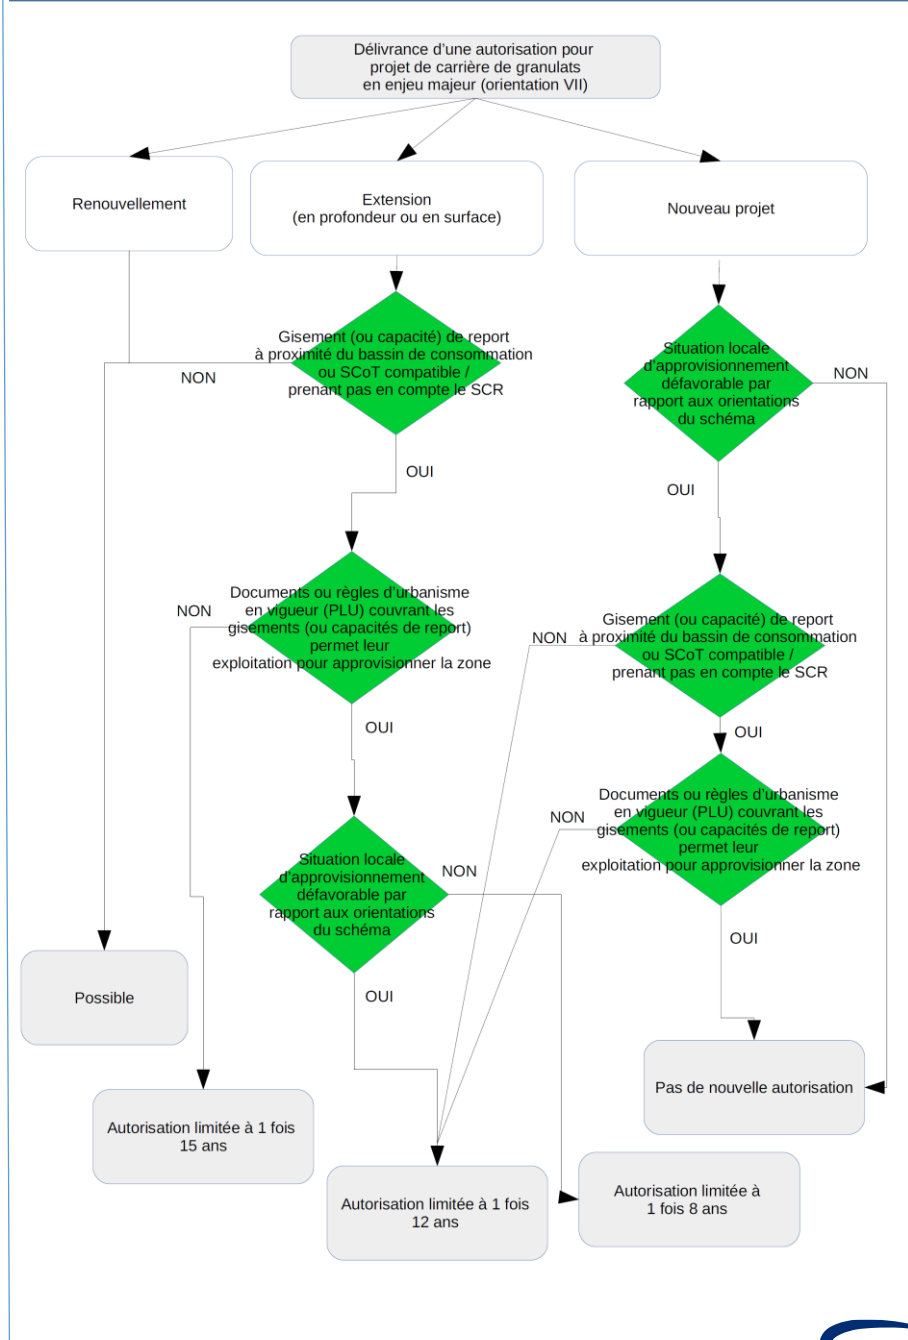 Délivrance d'une autorisation pour
projet de carrière de granulats
en enjeu majeur (orientation VII)
Renouvellement
Extension
(en profondeur ou en surface)
Nouveau projet
Gisement (ou capacité) de report
à proximité du bassin de consommation
ou SCoT compatible /
prenant pas en compte le SCR
NON
Situation locale
d'approvisionnement
défavorable par
rapport aux orientations
du schéma
NON
OUI
OUI
Documents ou règles d'urbanisme
en vigueur (PLU) couvrant les
gisements (ou capacités de report)
permet leur
exploitation pour approvisionner la zone
NON
Gisement (ou capacité) de report
à proximité du bassin de consommation
ou SCoT compatible /
prenant pas en compte le SCR
NON
OUI
OUI
Documents ou règles d'urbanisme
en vigueur (PLU) couvrant les
gisements (ou capacités de report)
permet leur
exploitation pour approvisionner la zone
NON
Situation locale
d'approvisionnement
défavorable par
rapport aux orientations
du schéma
NON
OUI
OUI
Possible
Pas de nouvelle autorisation
Autorisation limitée à 1 fois
15 ans
Autorisation limitée à 1 fois
12 ans
Autorisation limitée à
1 fois 8 ans